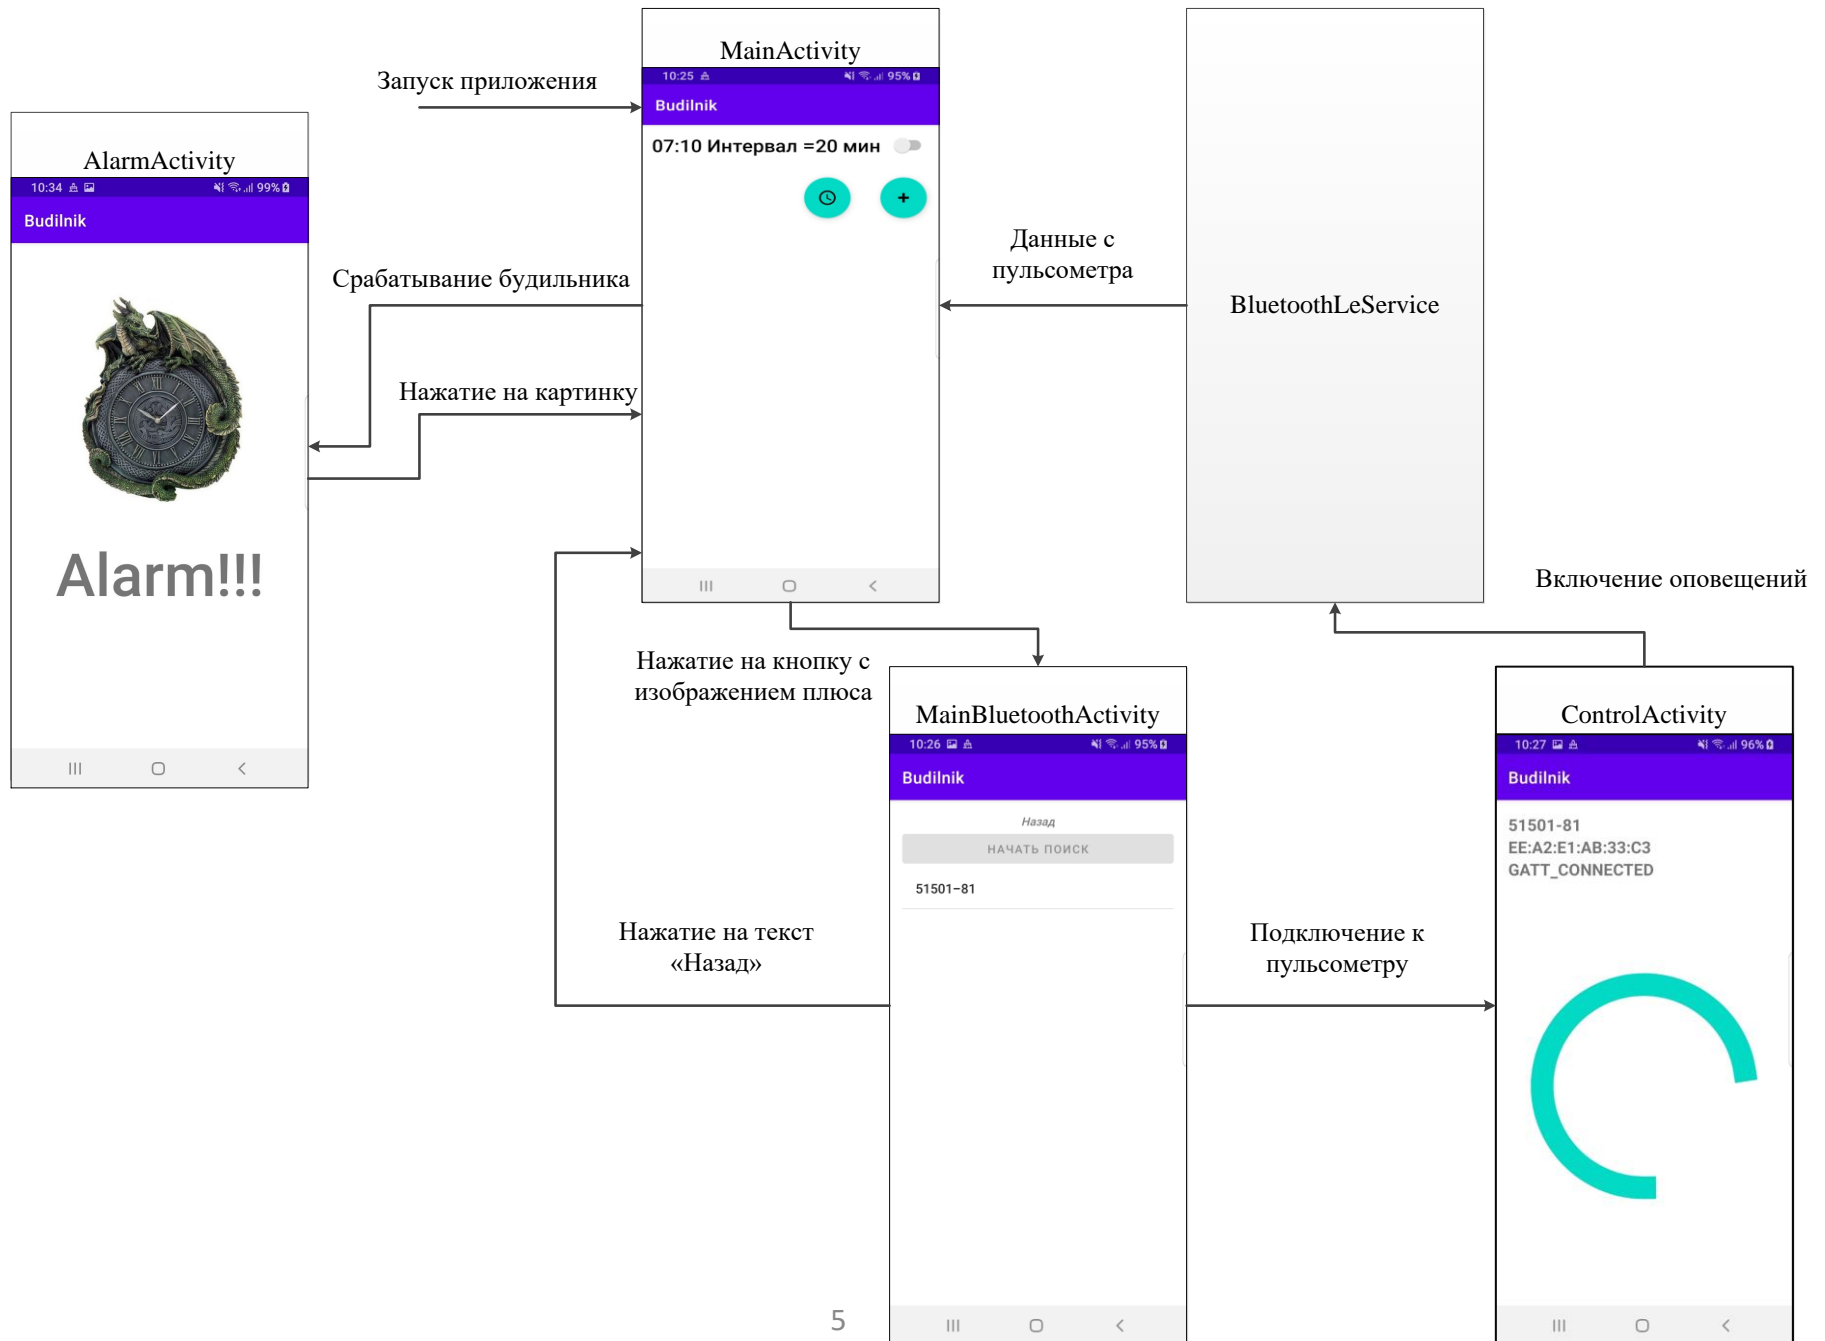 MainActivity
10:25
95%
Budilnik
07:10 Интервал =20 мин
+
Запуск приложения
AlarmActivity
10:34
99%
Budilnik
Alarm!!!
Срабатывание будильника
Нажатие на картинку
Данные с
пульсометра
BluetoothLeService
Включение оповещений
Нажатие на кнопку с
изображением плюса
MainBluetoothActivity
10:26
95%
Budilnik
Назад
НАЧАТЬ ПОИСК
51501-81
Нажатие на текст
«Назад»
Подключение к
пульсометру
ControlActivity
10:27
96%
Budilnik
51501-81
EE:A2:E1:AB:33:C3
GATT_CONNECTED
5